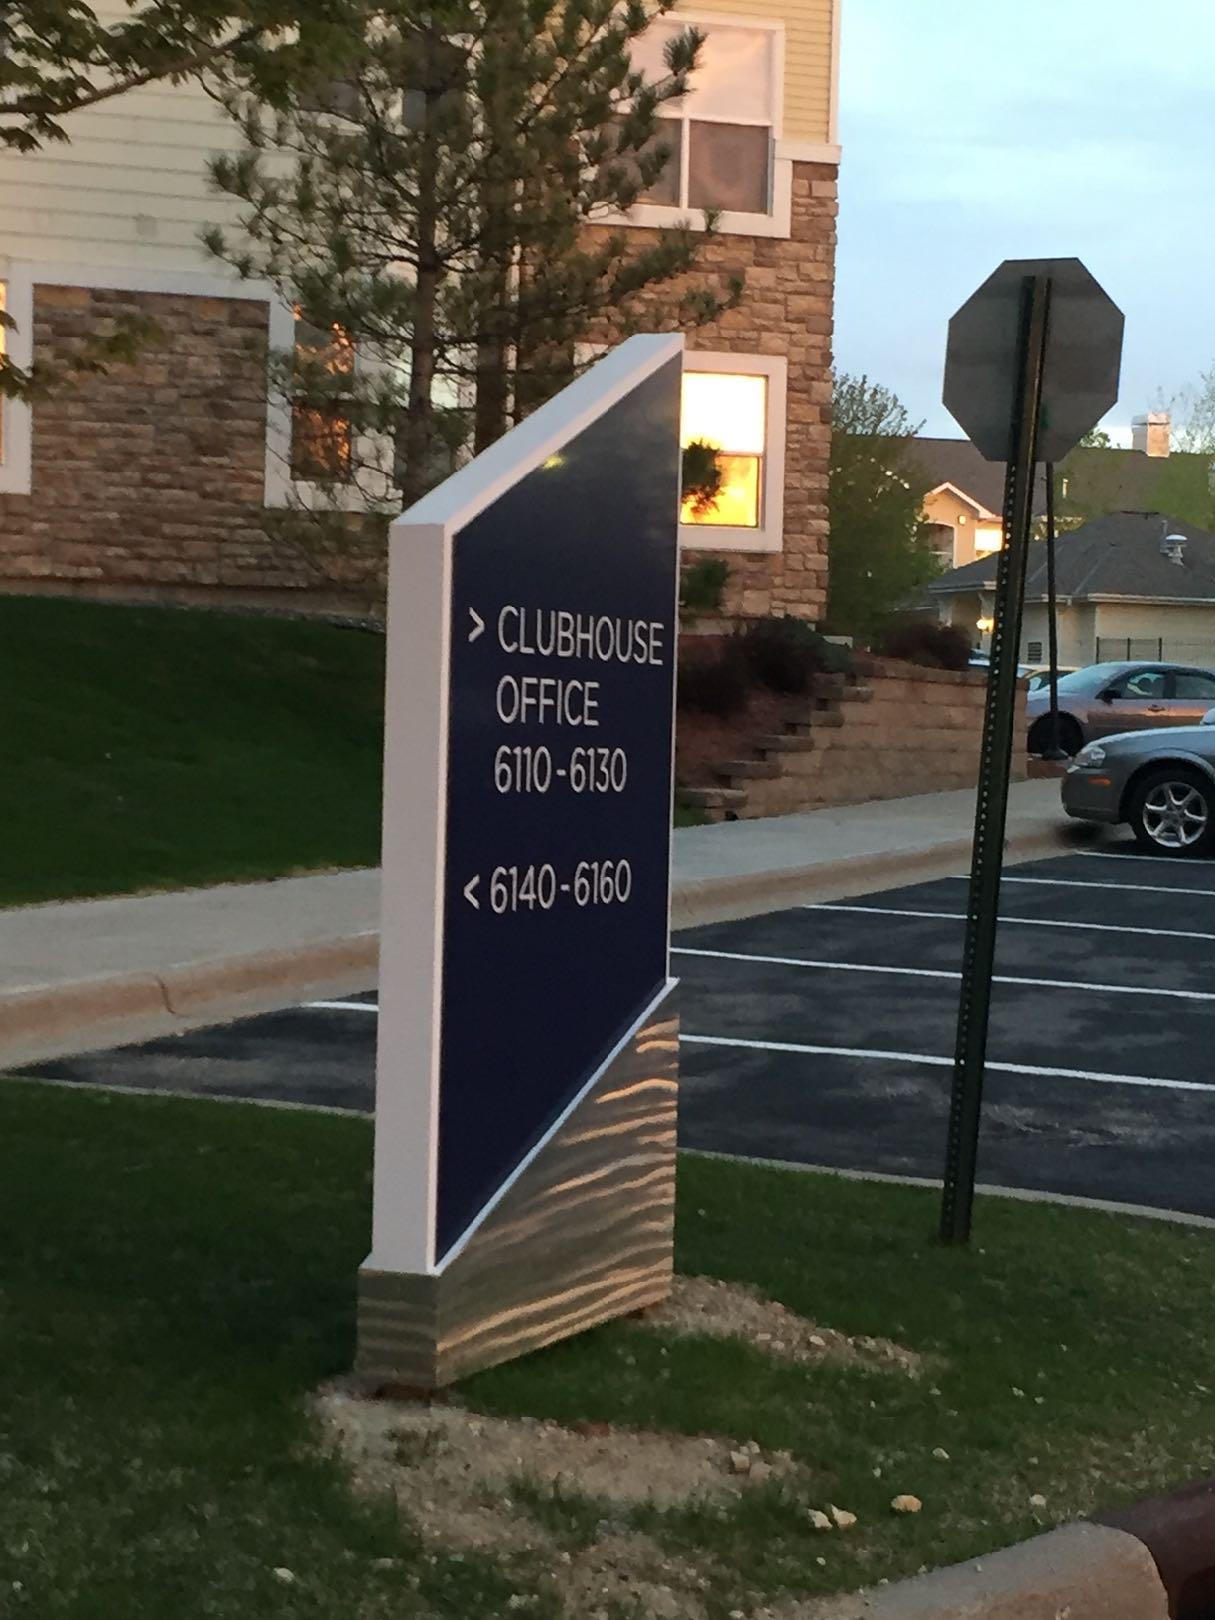 > CLUBHOUSE
OFFICE
6110-6130
< 6140-6160